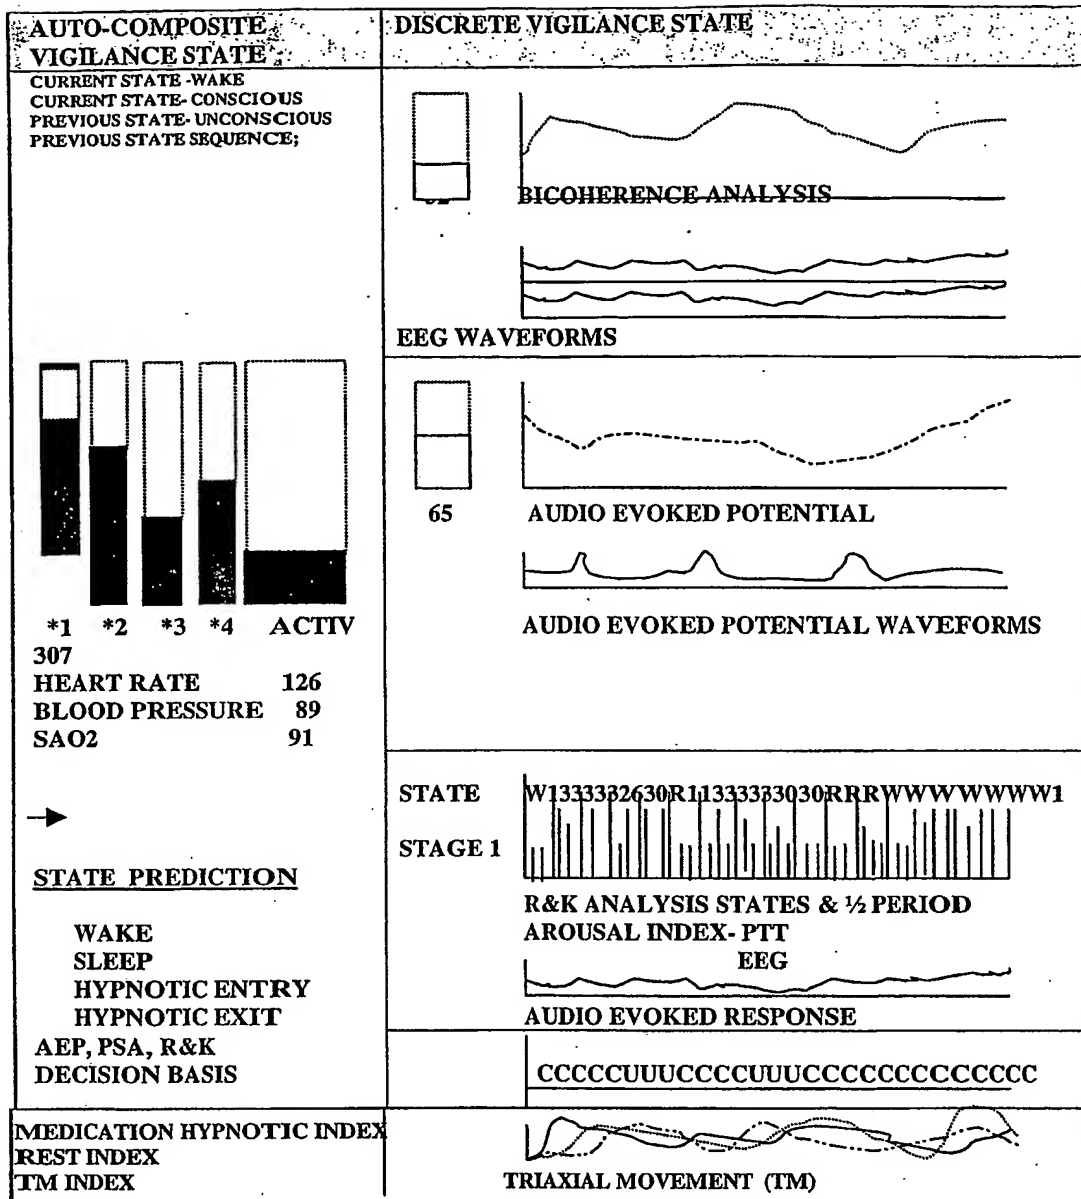 AUTO-COMPOSITE
VIGILANCE STATE
CURRENT STATE -WAKE
CURRENT STATE- CONSCIOUS
PREVIOUS STATE- UNCONSCIOUS
PREVIOUS STATE SEQUENCE;
*1 *2 *3 *4 ACTIV
307
HEART RATE 126
BLOOD PRESSURE 89
SAO2 91
STATE PREDICTION
WAKE
SLEEP
HYPNOTIC ENTRY
HYPNOTIC EXIT
AEP, PSA, R&K
DECISION BASIS
MEDICATION HYPNOTIC INDEX
REST INDEX
TM INDEX
DISCRETE VIGILANCE STATE
BICOHERENCE ANALYSIS
EEG WAVEFORMS
65 AUDIO EVOKED POTENTIAL
AUDIO EVOKED POTENTIAL WAVEFORMS
STATE
STAGE 1
R&K ANALYSIS STATES & ½ PERIOD
AROUSAL INDEX- PTT
EEG
AUDIO EVOKED RESPONSE
CCCCCUUUCCCCUUUCCCCCCCCCCCCCC
TRIAXIAL MOVEMENT (TM)